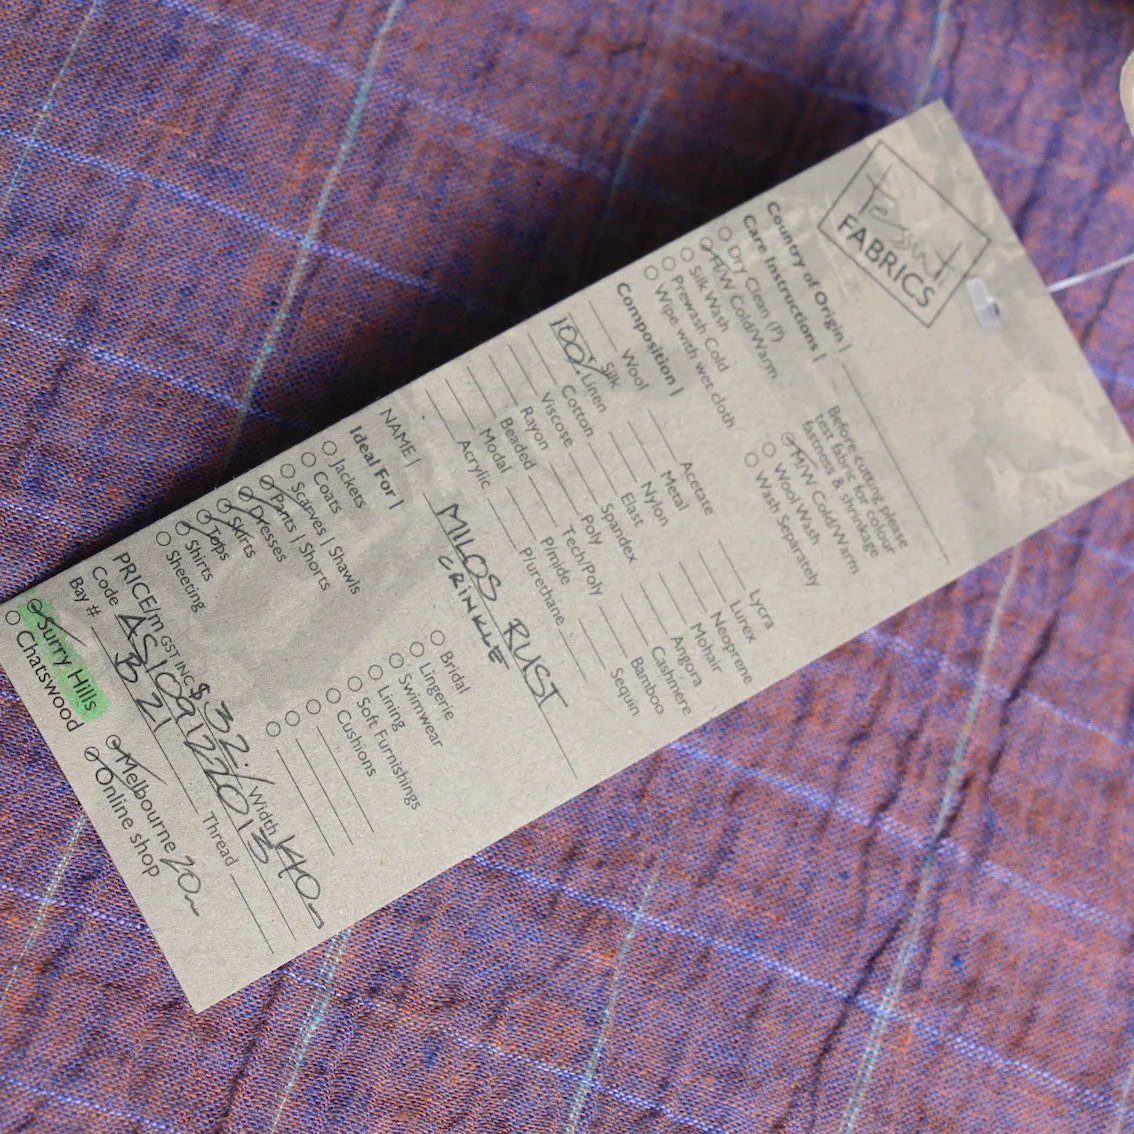 Tessuti
FABRICS
Country of Origin |
Care Instructions |
Dry Clean (P)
H/W Cold/Warm
Silk Wash
Prewash Cold
Wipe with wet cloth
Before cutting please
test fabric for colour
fastness & shrinkage
H/W Cold/Warm
Wool Wash
Wash Separately
Composition |
Wool
Silk
100% Linen
Cotton
Viscose
Rayon
Beaded
Modal
Acrylic
Acetate
Metal
Nylon
Elast
Spandex
Poly
Tech/Poly
P/mide
P/urethane
Lycra
Lurex
Neoprene
Mohair
Angora
Cashmere
Bamboo
Sequin
NAME | MILOS RUST
CRINKLE
Ideal For |
Jackets
Coats
Scarves | Shawls
Pants | Shorts
Dresses
Skirts
Tops
Shirts
Sheeting
Bridal
Lingerie
Swimwear
Lining
Soft Furnishings
Cushions
PRICE/m GST INC $32./ Width 140
Code
Bay # B 21 Thread
Surry Hills
Chatswood
Melbourne 20m
Online shop